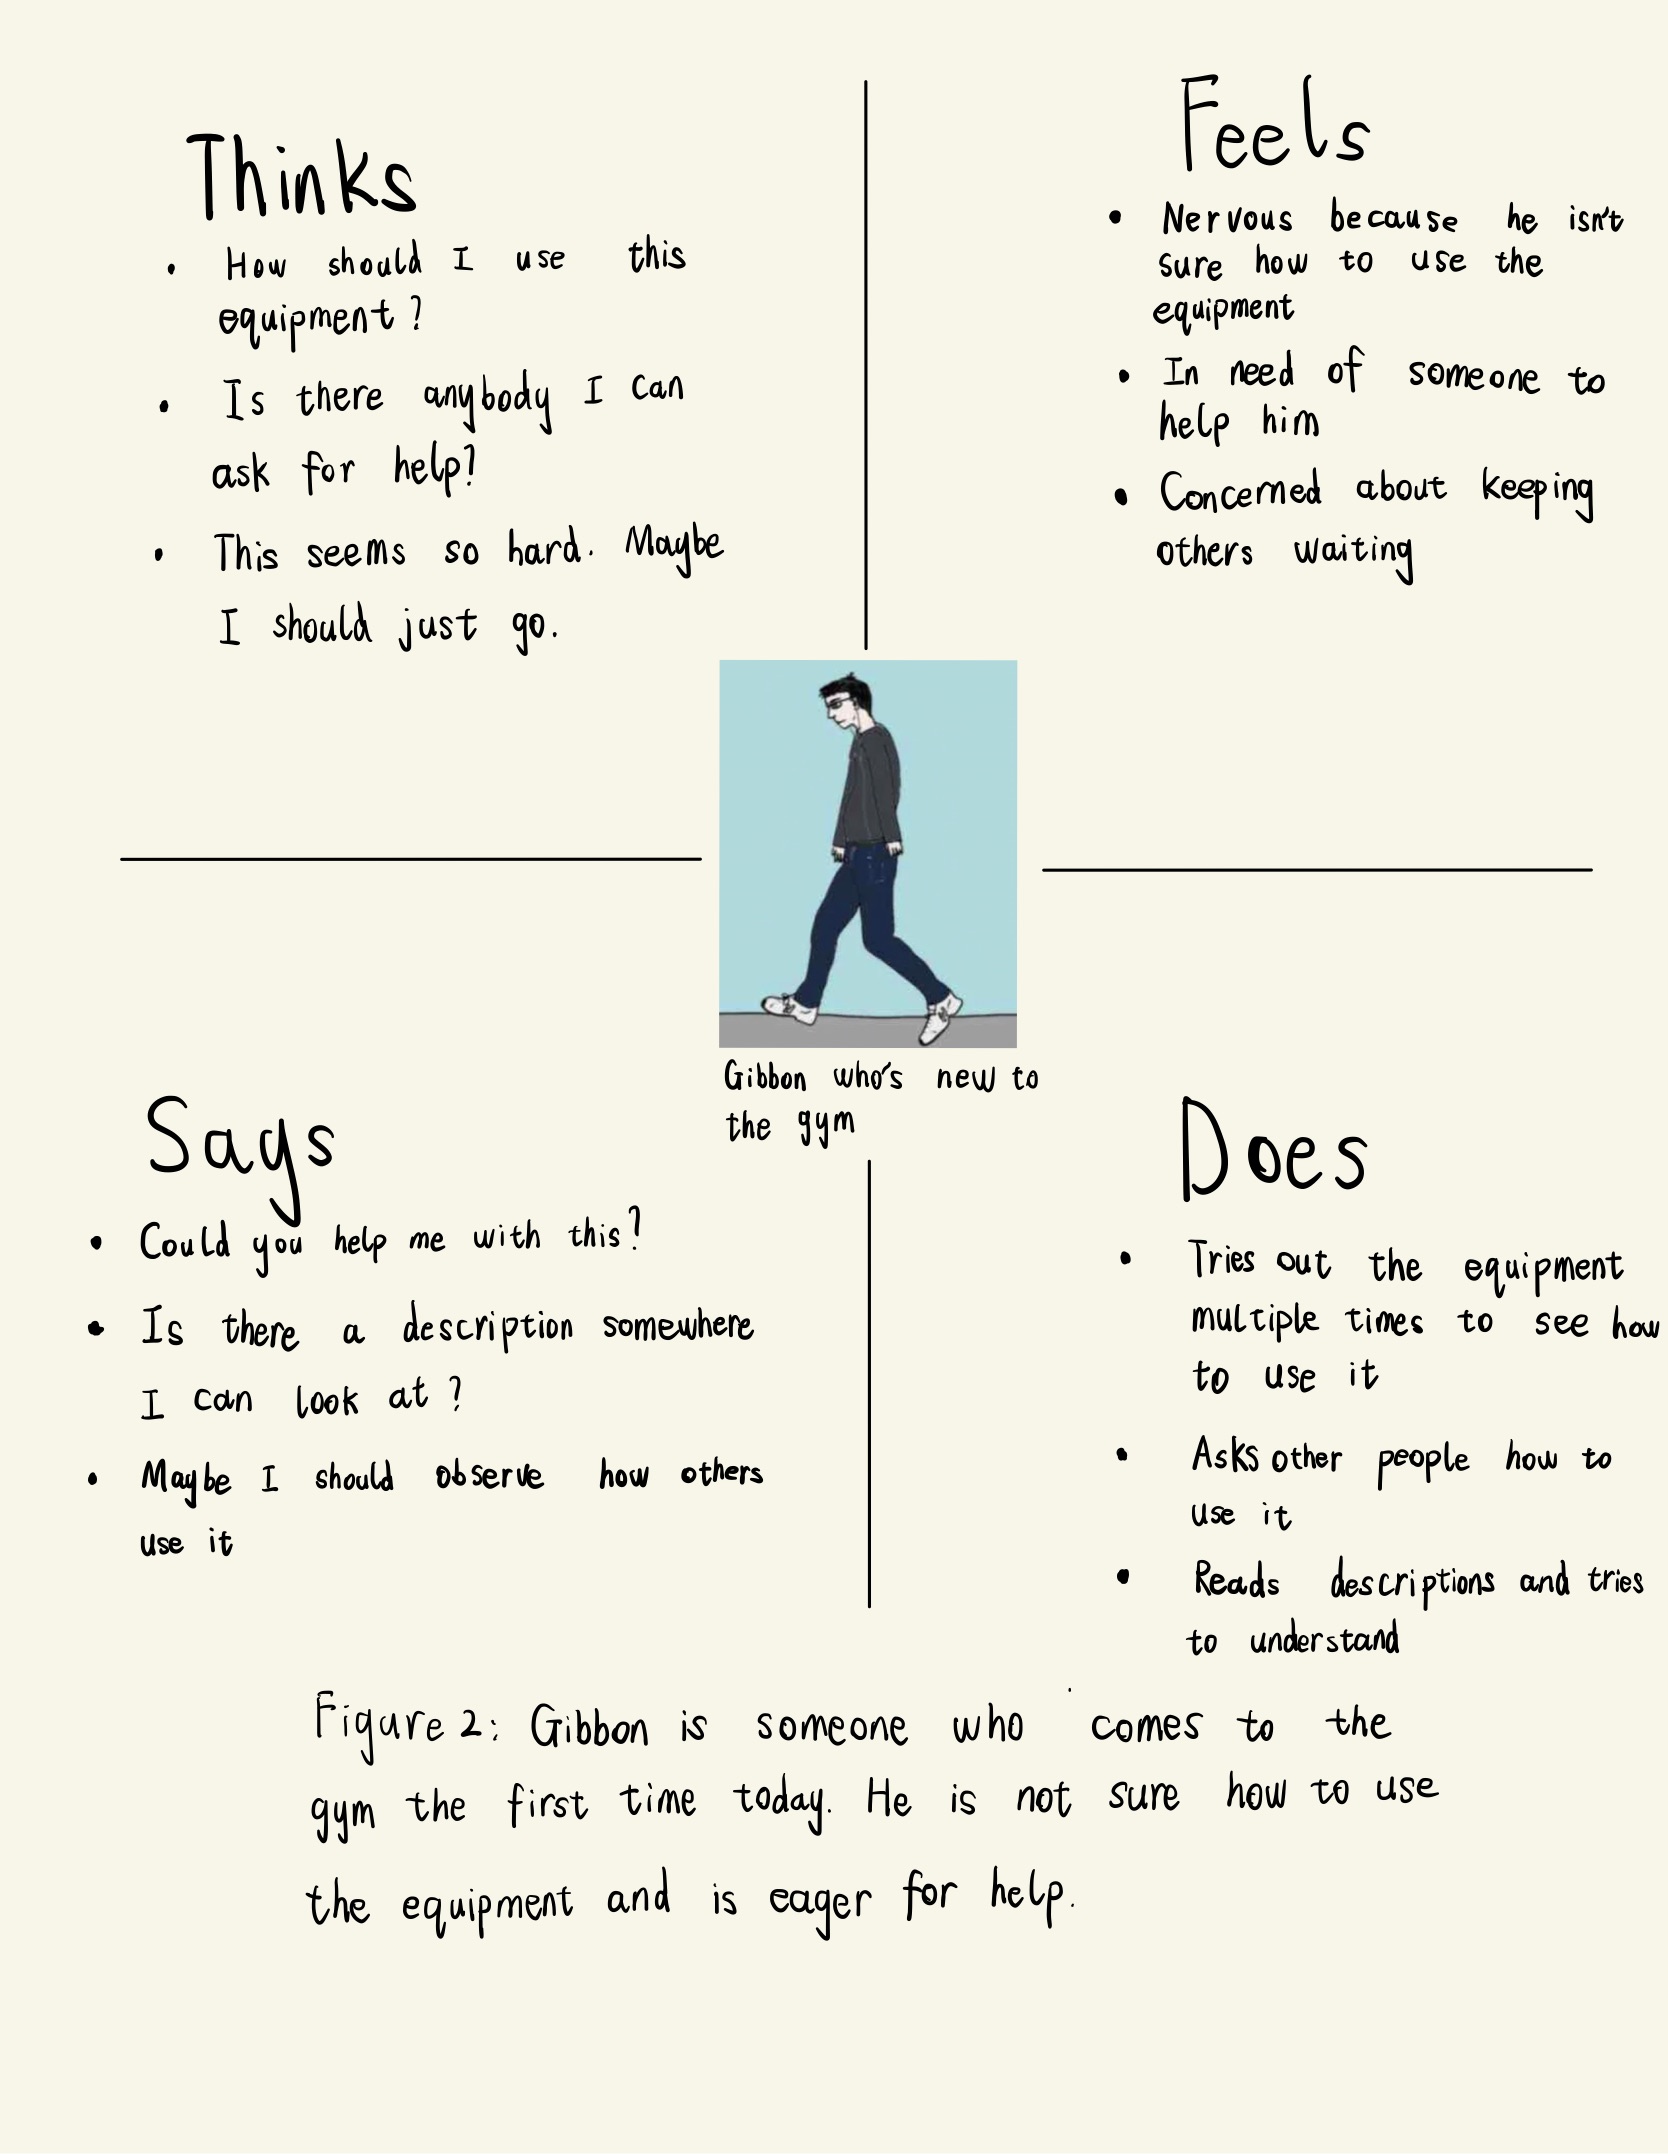 Thinks
• How should I use this
equipment?
• Is there anybody I can
ask for help?
• This seems so hard. Maybe
I should just go.
Feels
• Nervous because he isn't
sure how to use the
equipment
• In need of someone to
help him
• Concerned about keeping
others waiting
Gibbon who's new to
the gym
Says
• Could you help me with this?
• Is there a description somewhere
I can look at?
• Maybe I should observe how others
use it
Does
• Tries out the equipment
multiple times to see how
to use it
• Asks other people how to
use it
• Reads descriptions and tries
to understand
Figure 2: Gibbon is someone who comes to the
gym the first time today. He is not sure how to use
the equipment and is eager for help.